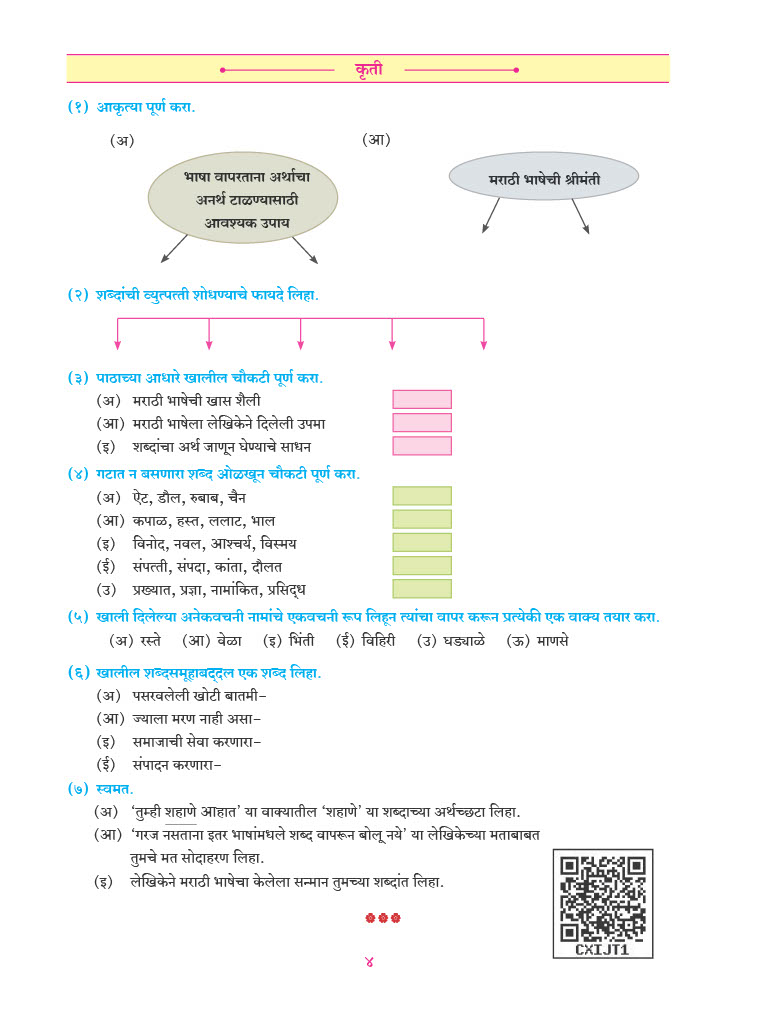 कृती
(१) आकृत्या पूर्ण करा.
(अ)
(आ)
भाषा वापरताना अर्थाचा
अनर्थ टाळण्यासाठी
आवश्यक उपाय
मराठी भाषेची श्रीमंती
(२) शब्दांची व्युत्पत्ती शोधण्याचे फायदे लिहा.
(३) पाठाच्या आधारे खालील चौकटी पूर्ण करा.
(अ) मराठी भाषेची खास शैली
(आ) मराठी भाषेला लेखिकेने दिलेली उपमा
(इ) शब्दांचा अर्थ जाणून घेण्याचे साधन
(४) गटात न बसणारा शब्द ओळखून चौकटी पूर्ण करा.
(अ) ऐट, डौल, रुबाब, चैन
(आ) कपाळ, हस्त, ललाट, भाल
(इ) विनोद, नवल, आश्चर्य, विस्मय
(ई) संपत्ती, संपदा, कांता, दौलत
(उ) प्रख्यात, प्रज्ञा, नामांकित, प्रसिद्ध
(५) खाली दिलेल्या अनेकवचनी नामांचे एकवचनी रूप लिहून त्यांचा वापर करून प्रत्येकी एक वाक्य तयार करा.
(अ) रस्ते (आ) वेळा (इ) भिंती (ई) विहिरी (उ) घड्याळे (ऊ) माणसे
(६) खालील शब्दसमूहाबद्दल एक शब्द लिहा.
(अ) पसरवलेली खोटी बातमी-
(आ) ज्याला मरण नाही असा-
(इ) समाजाची सेवा करणारा-
(ई) संपादन करणारा-
(७) स्वमत.
(अ) ‘तुम्ही शहाणे आहात’ या वाक्यातील ‘शहाणे’ या शब्दाच्या अर्थच्छटा लिहा.
(आ) ‘गरज नसताना इतर भाषांमधले शब्द वापरून बोलू नये’ या लेखिकेच्या मताबाबत
तुमचे मत सोदाहरण लिहा.
(इ) लेखिकेने मराठी भाषेचा केलेला सन्मान तुमच्या शब्दांत लिहा.
CXIJT1
४